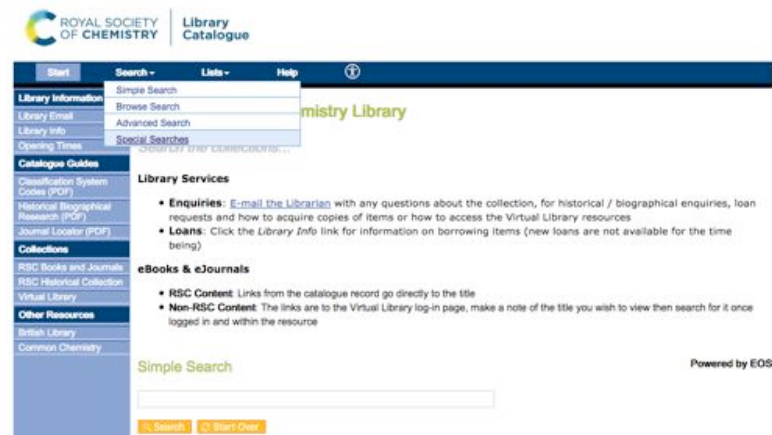 ROYAL SOCIETY
OF CHEMISTRY
Library
Catalogue
Start Search Lists Help
Simple Search
Browse Search
Advanced Search
Special Searches
Library Information
Library Email
Library Info
Opening Times
Catalogue Guides
Classification System
Codes (PDF)
Historical Biographical
Research (PDF)
Journal Locator (PDF)
Collections
RSC Books and Journals
RSC Historical Collection
Virtual Library
Other Resources
British Library
Common Chemistry
mistry Library
Search the collections...
Library Services
• Enquiries: E-mail the Librarian with any questions about the collection, for historical / biographical enquiries, loan
requests and how to acquire copies of items or how to access the Virtual Library resources
• Loans: Click the Library Info link for information on borrowing items (new loans are not available for the time
being)
eBooks & eJournals
• RSC Content: Links from the catalogue record go directly to the title
• Non-RSC Content: The links are to the Virtual Library log-in page, make a note of the title you wish to view then search for it once
logged in and within the resource
Simple Search
Powered by EOS
Search Start Over